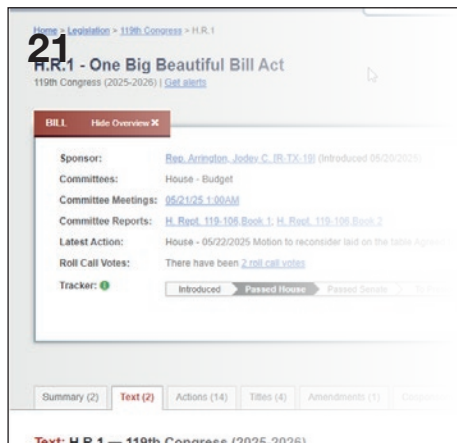 Home > Legislation > 119th Congress > H.R.1
21
H.R.1 - One Big Beautiful Bill Act
119th Congress (2025-2026) | Get alerts
BILL Hide Overview ✖
Sponsor: Rep. Arrington, Jodey C. [R-TX-19] (Introduced 05/20/2025)
Committees: House - Budget
Committee Meetings: 05/21/25 1:00AM
Committee Reports: H. Rept. 119-106,Book 1; H. Rept. 119-106,Book 2
Latest Action: House - 05/22/2025 Motion to reconsider laid on the table Agreed
Roll Call Votes: There have been 2 roll call votes
Tracker: Introduced Passed House Passed Senate
Summary (2) Text (2) Actions (14) Titles (4) Amendments (1)
Text: H.R.1 — 119th Congress (2025-2026)